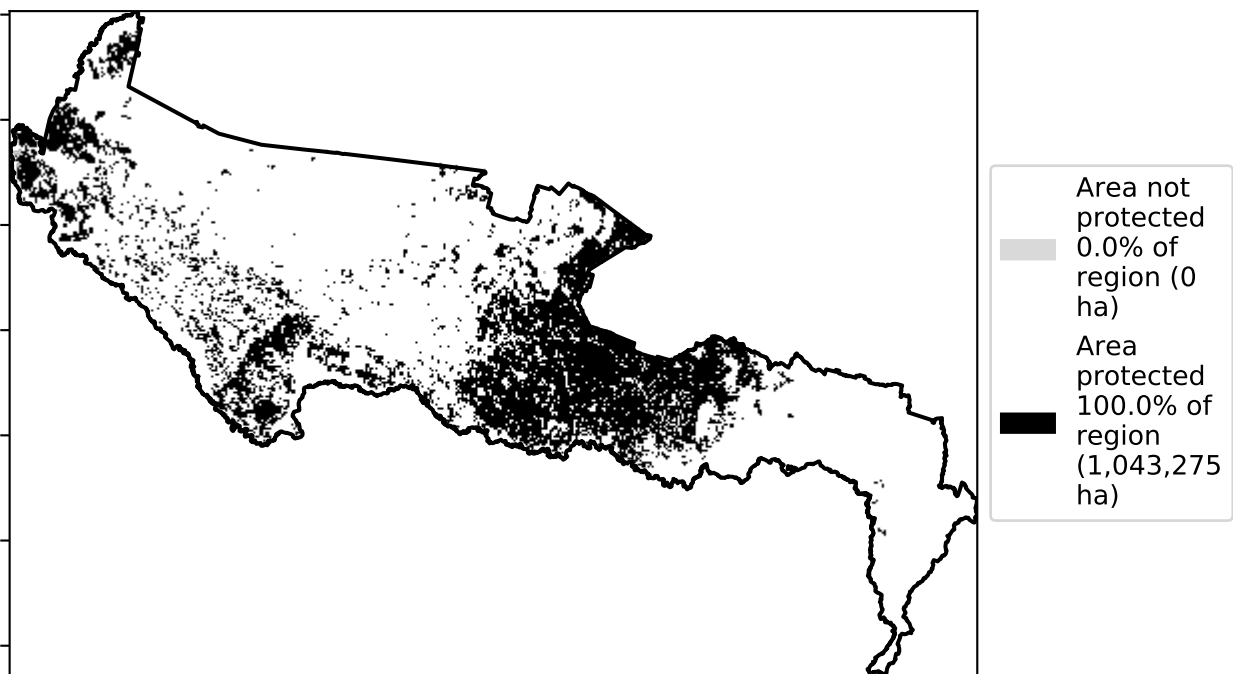 Area not
protected
0.0% of
region (0
ha)
Area
protected
100.0% of
region
(1,043,275
ha)